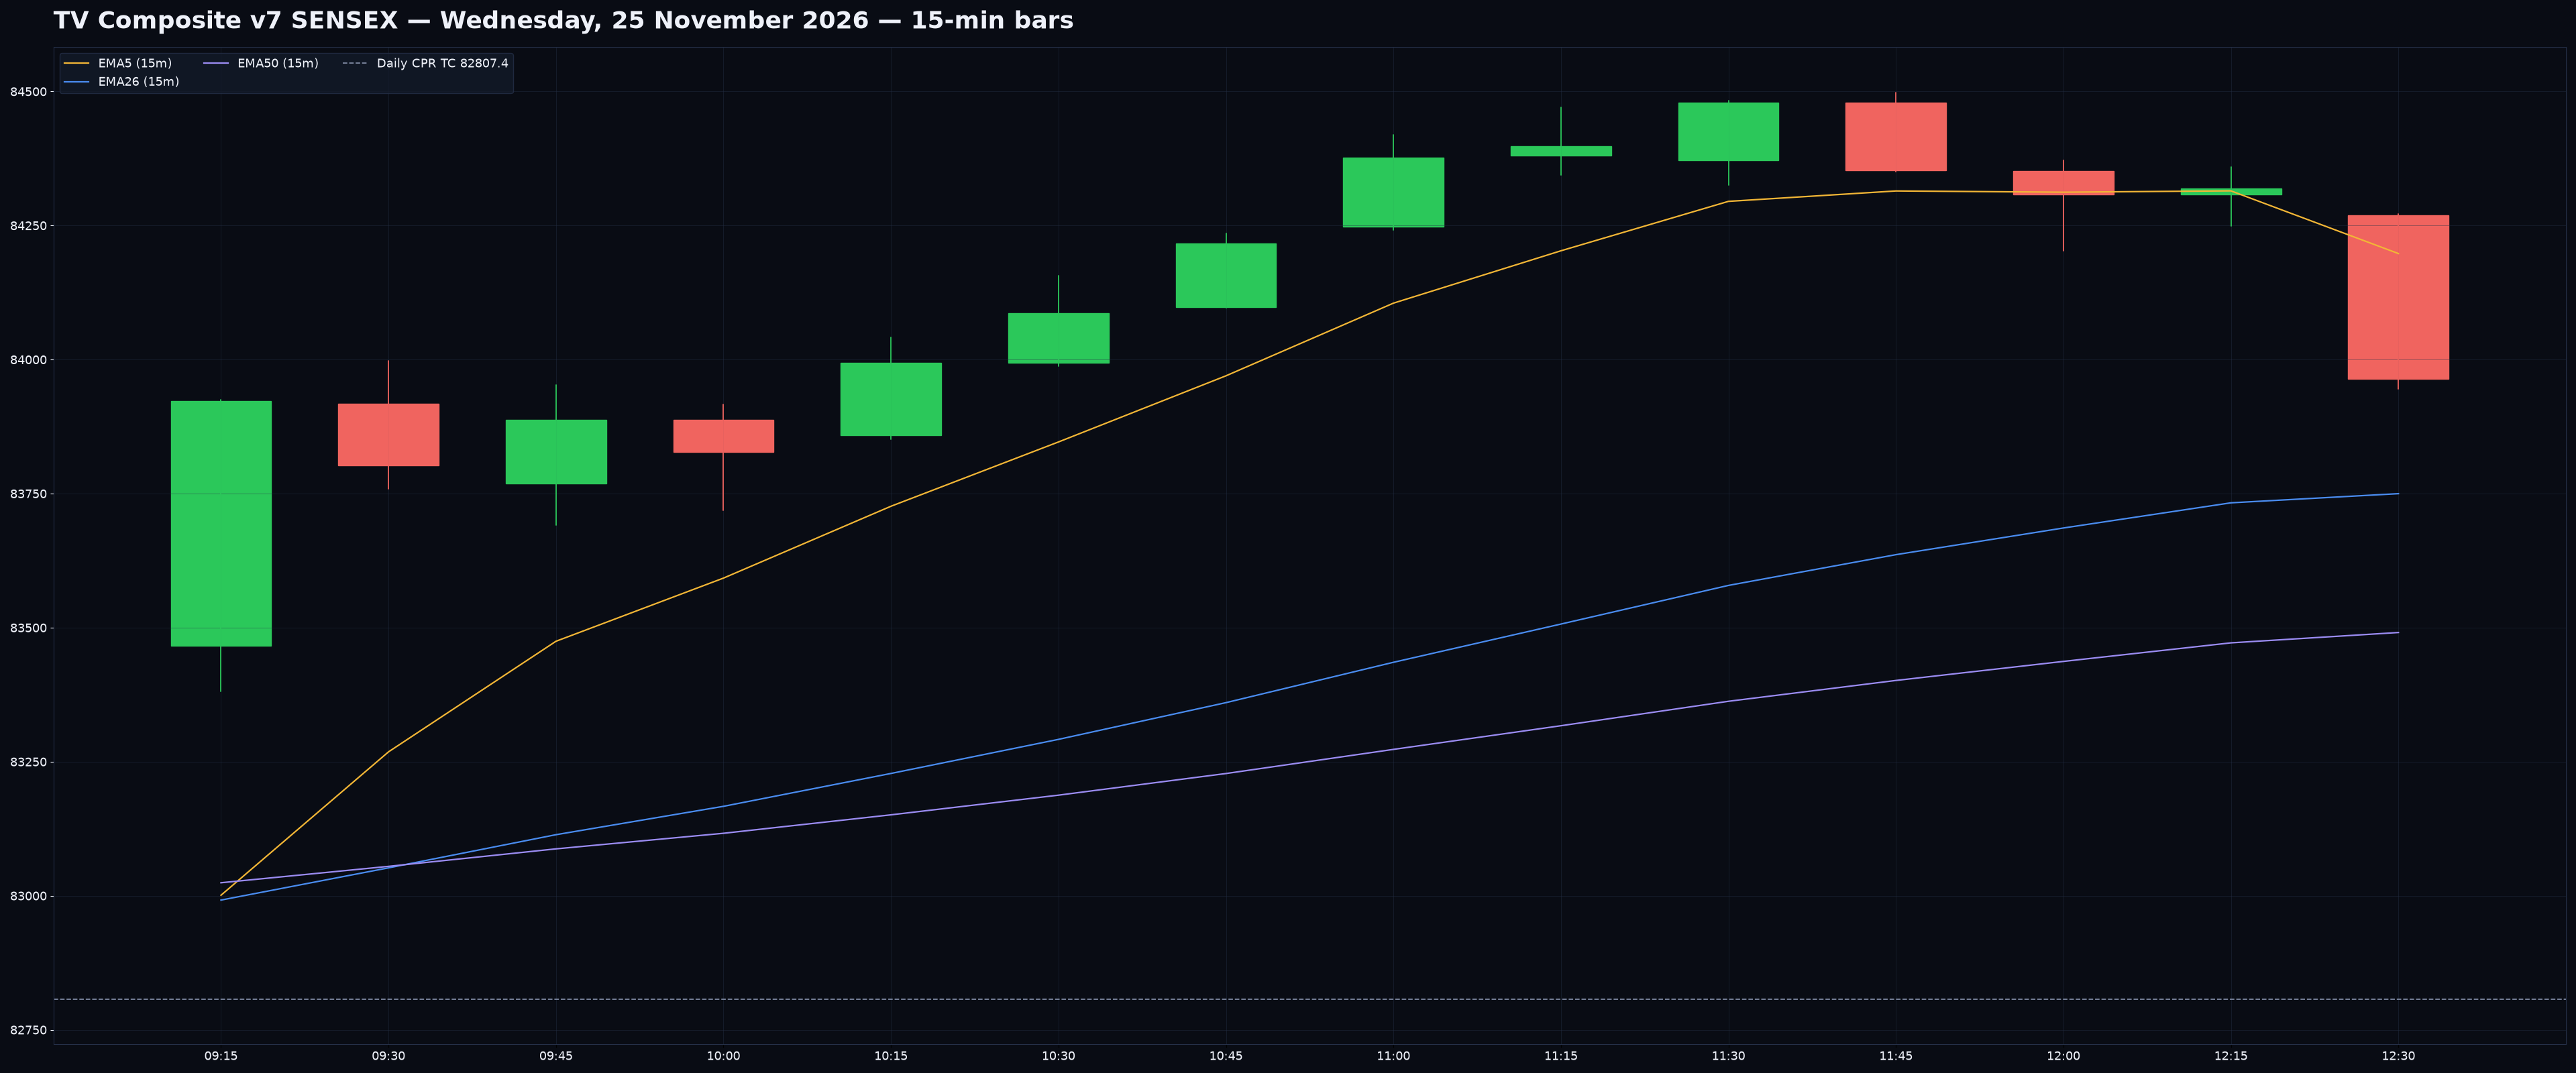 TV Composite v7 SENSEX — Wednesday, 25 November 2026 — 15-min bars
EMA5 (15m) EMA50 (15m) Daily CPR TC 82807.4
EMA26 (15m)
84500
84250
84000
83750
83500
83250
83000
82750
09:15 09:30 09:45 10:00 10:15 10:30 10:45 11:00 11:15 11:30 11:45 12:00 12:15 12:30